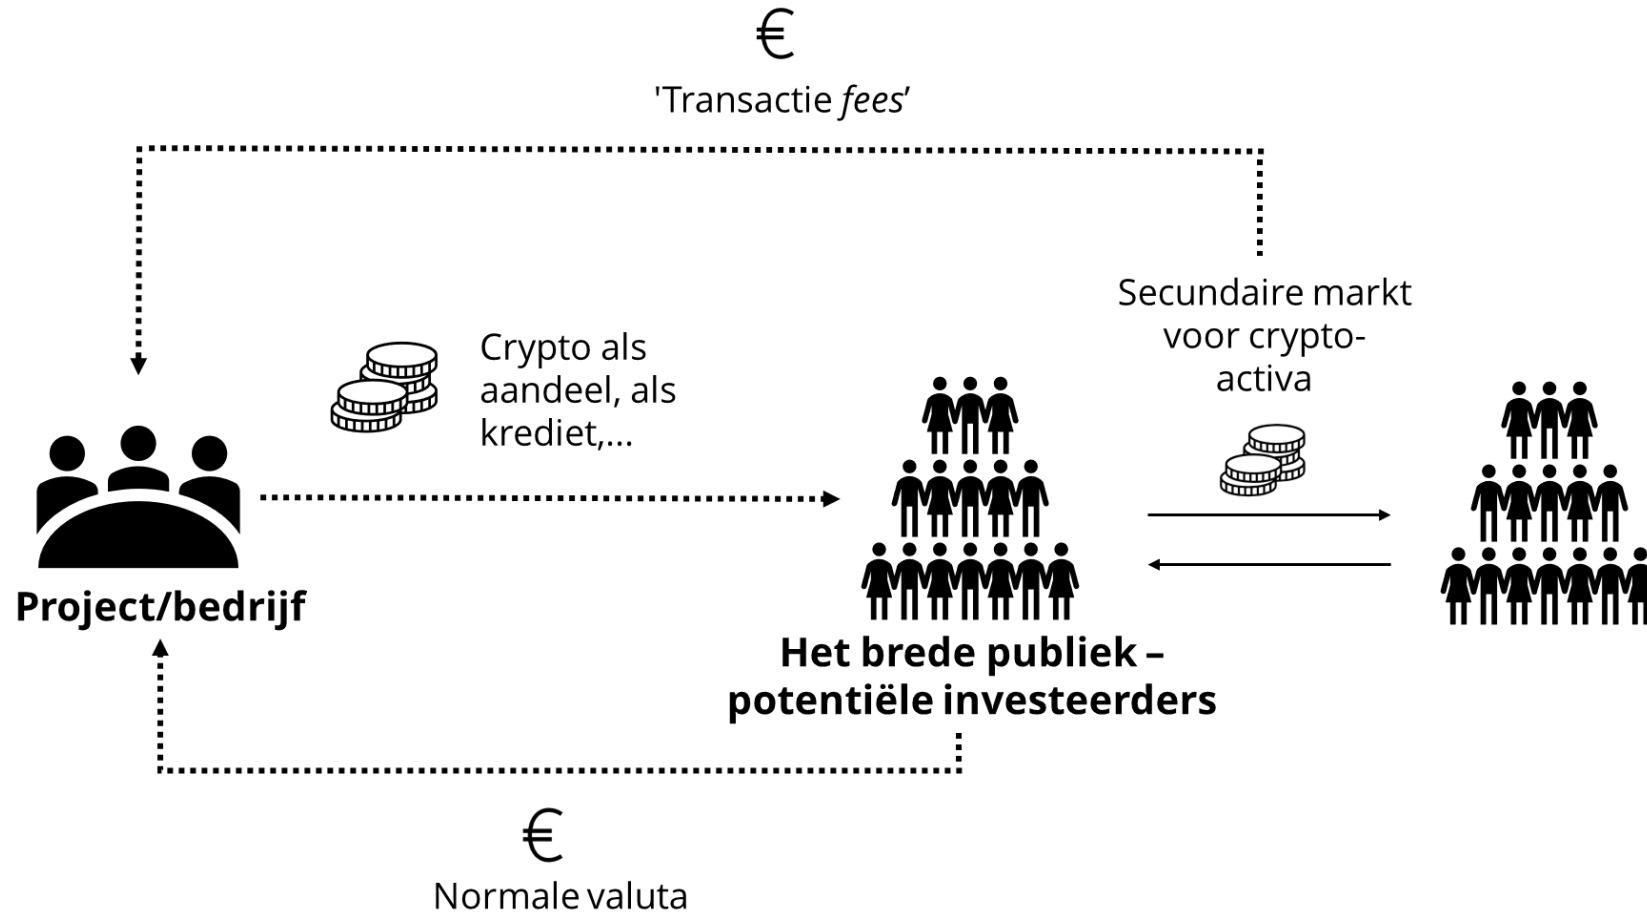 €
'Transactie fees’
Secundaire markt
voor crypto-
activa
Crypto als
aandeel, als
krediet,...
Project/bedrijf
Het brede publiek –
potentiële investeerders
€
Normale valuta